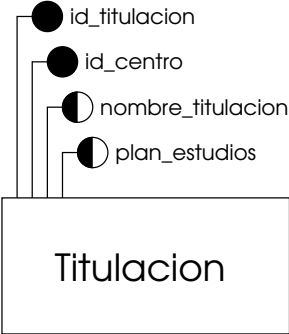 id_titulacion
id_centro
nombre_titulacion
plan_estudios
Titulacion